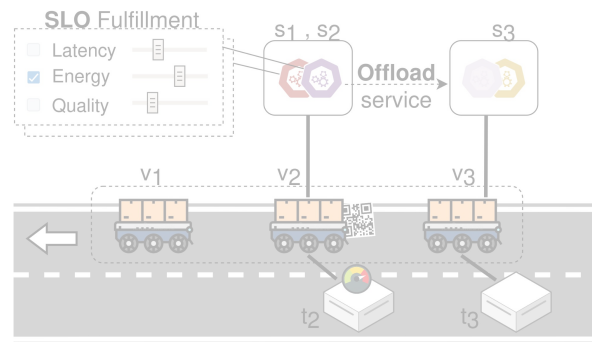 SLO Fulfillment
Latency
Energy
Quality
s1 , s2
s3
Offload
service
v1
v2
v3
t2
t3